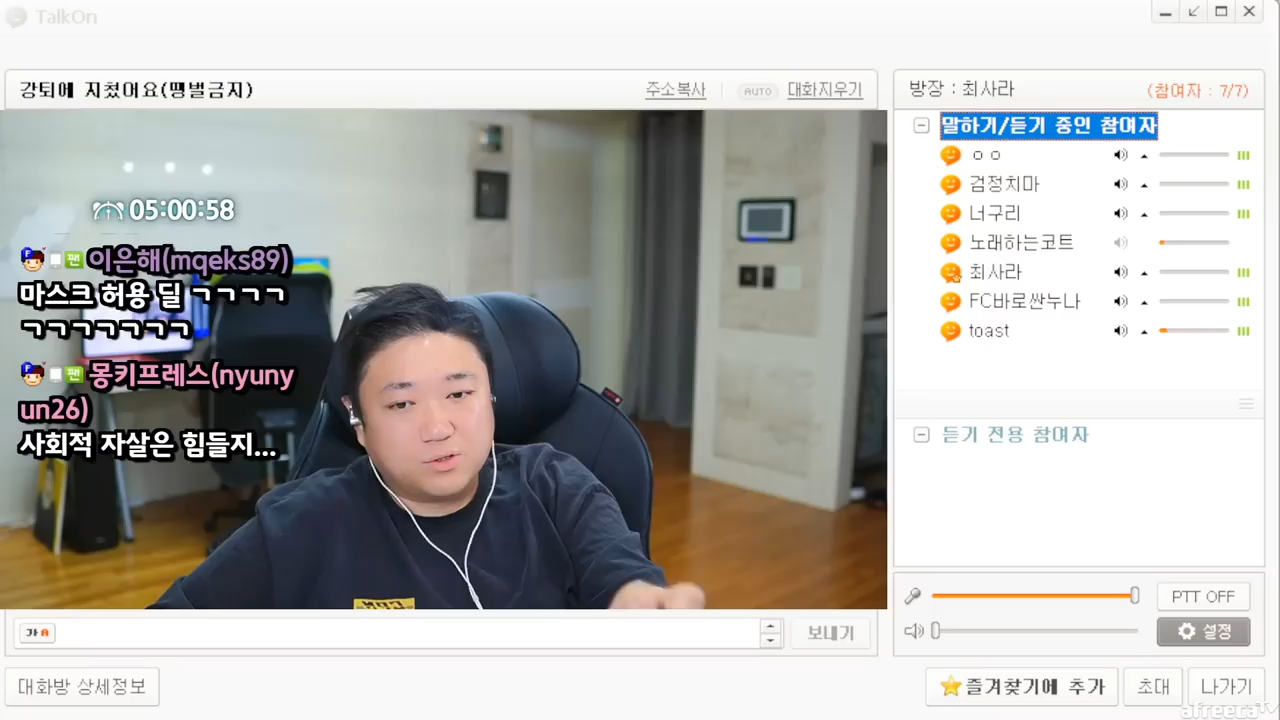 TalkOn
강퇴에 지쳤어요(땡벌금지)
주소복사
AUTO
대화지우기
05:00:58
팬 이은해(mqeks89)
마스크 허용 딜 ㄱㄱㄱㄱ
ㄱㄱㄱㄱㄱㄱㄱ
팬 몽키프레스(nyuny
un26)
사회적 자살은 힘들지...
가A
보내기
대화방 상세정보
방장 : 최사라
(참여자 : 7/7)
말하기/듣기 중인 참여자
ㅇ ㅇ
검정치마
너구리
노래하는코트
최사라
FC바로싼누나
toast
듣기 전용 참여자
PTT OFF
설정
즐겨찾기에 추가
초대
나가기
afreecaTV